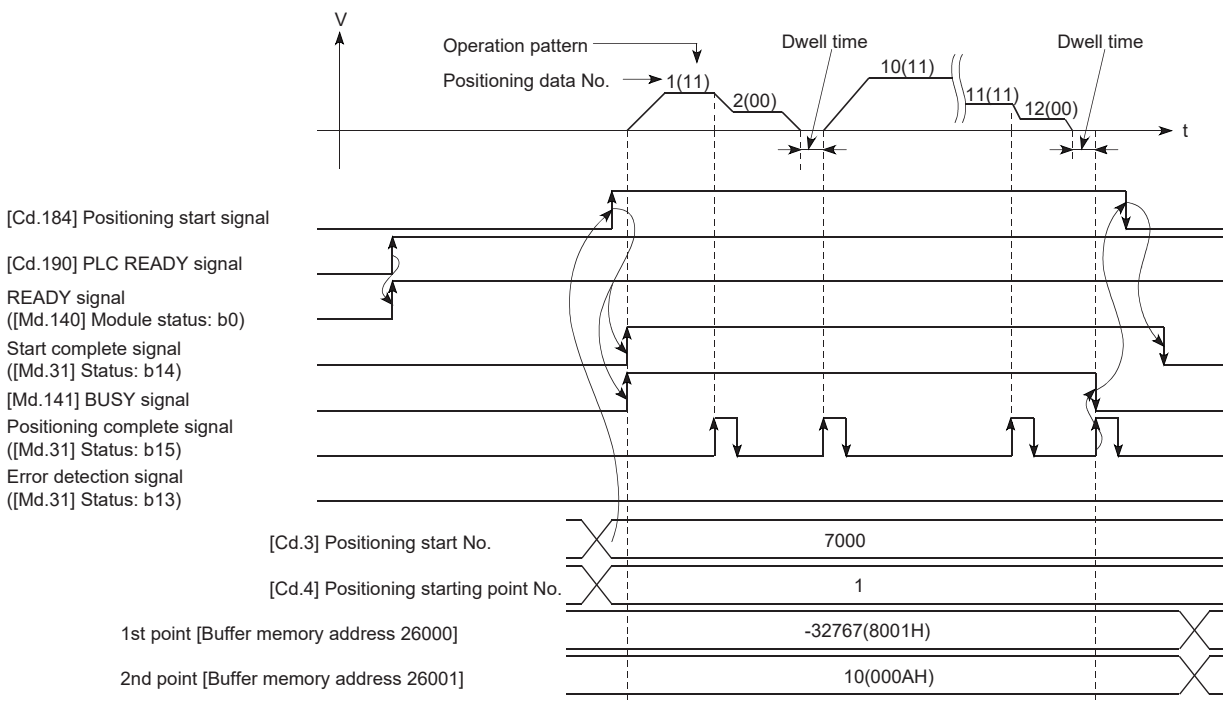 V
Operation pattern
Dwell time
Dwell time
Positioning data No.
1(11)
2(00)
10(11)
11(11)
12(00)
t
[Cd.184] Positioning start signal
[Cd.190] PLC READY signal
READY signal
([Md.140] Module status: b0)
Start complete signal
([Md.31] Status: b14)
[Md.141] BUSY signal
Positioning complete signal
([Md.31] Status: b15)
Error detection signal
([Md.31] Status: b13)
[Cd.3] Positioning start No.
7000
[Cd.4] Positioning starting point No.
1
1st point [Buffer memory address 26000]
-32767(8001H)
2nd point [Buffer memory address 26001]
10(000AH)